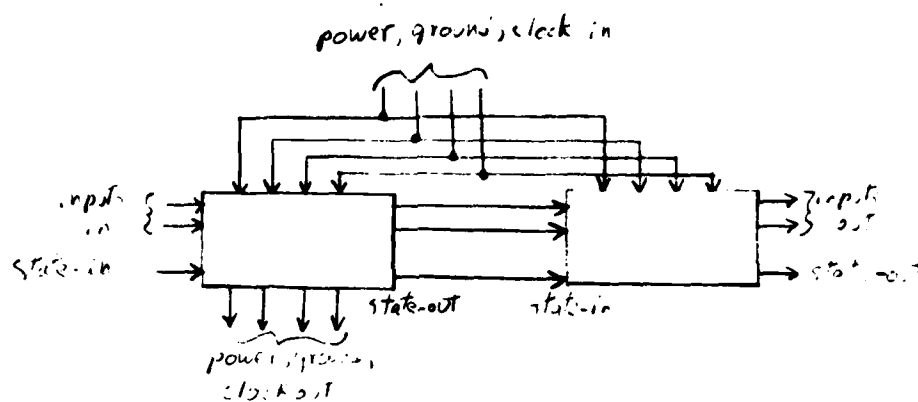 power, ground, clock in
inputs
in
state-in
state-out
state-in
inputs
out
state-out
power, ground,
clock out